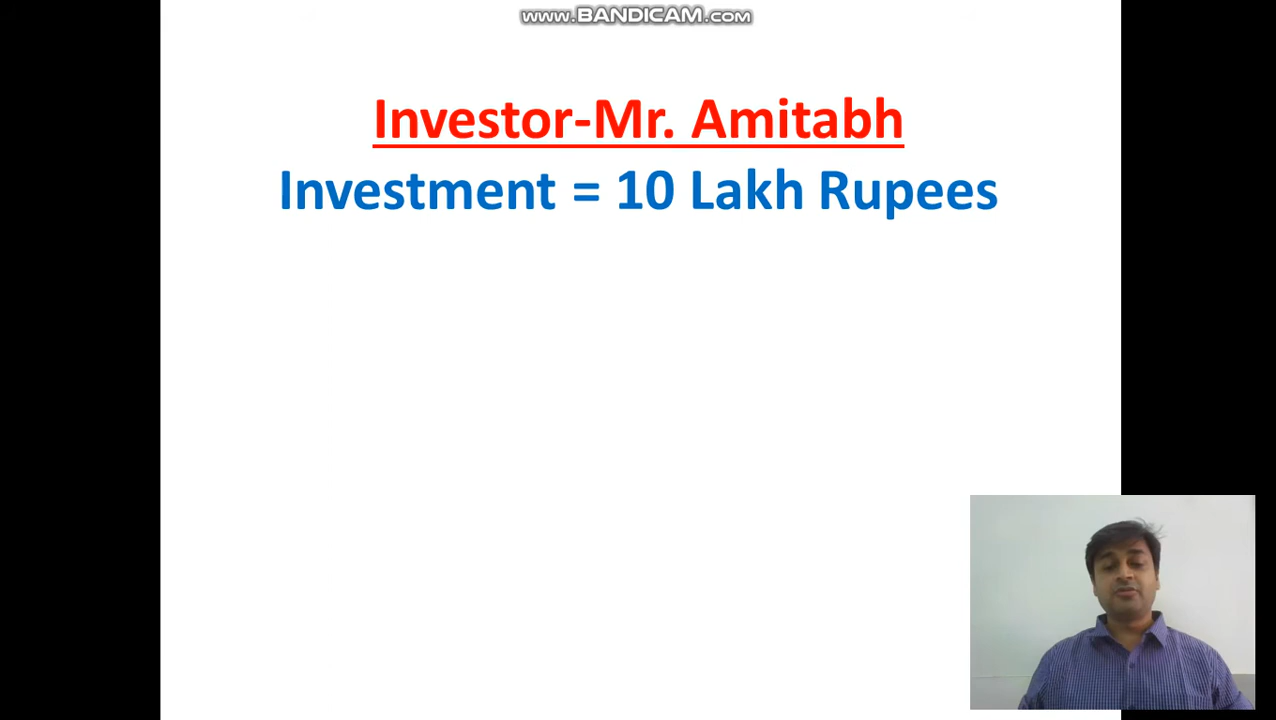 www.BANDICAM.com
Investor-Mr. Amitabh
Investment = 10 Lakh Rupees